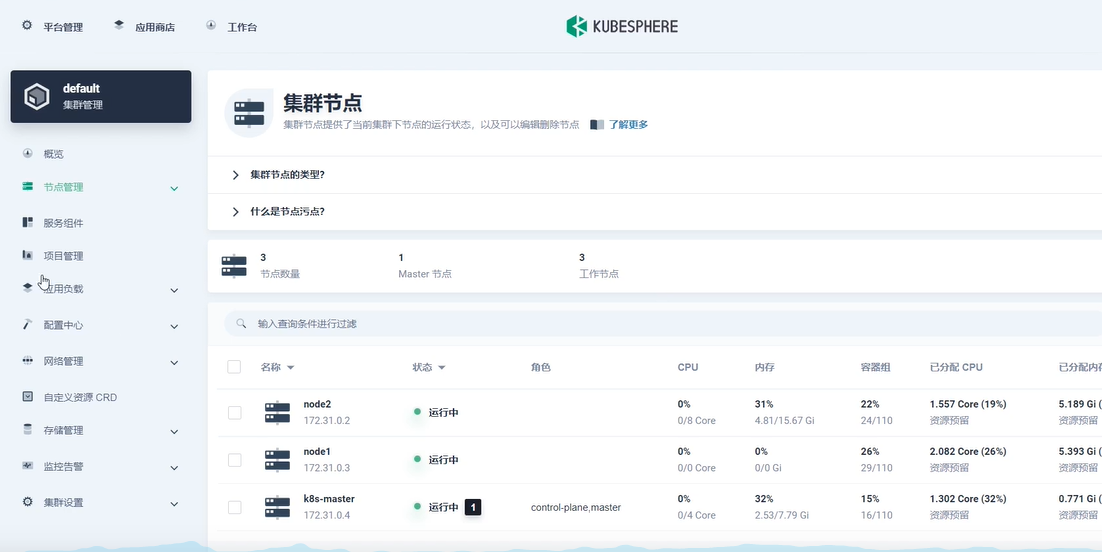 平台管理 应用商店 工作台 KUBESPHERE
default
集群管理
概览
节点管理
服务组件
项目管理
应用负载
配置中心
网络管理
自定义资源 CRD
存储管理
监控告警
集群设置
集群节点
集群节点提供了当前集群下节点的运行状态，以及可以编辑删除节点 了解更多
集群节点的类型?
什么是节点污点?
3 1 3
节点数量 Master 节点 工作节点
输入查询条件进行过滤
名称 状态 角色 CPU 内存 容器组 已分配 CPU 已分配内存
node2 运行中 0% 31% 22% 1.557 Core (19%) 5.189 Gi (
172.31.0.2 0/8 Core 4.81/15.67 Gi 24/110 资源预留 资源预留
node1 运行中 0% 0% 26% 2.082 Core (26%) 5.393 Gi (
172.31.0.3 0/0 Core 0/0 Gi 29/110 资源预留 资源预留
k8s-master 运行中 1 control-plane,master 0% 32% 15% 1.302 Core (32%) 0.771 Gi (
172.31.0.4 0/4 Core 2.53/7.79 Gi 16/110 资源预留 资源预留